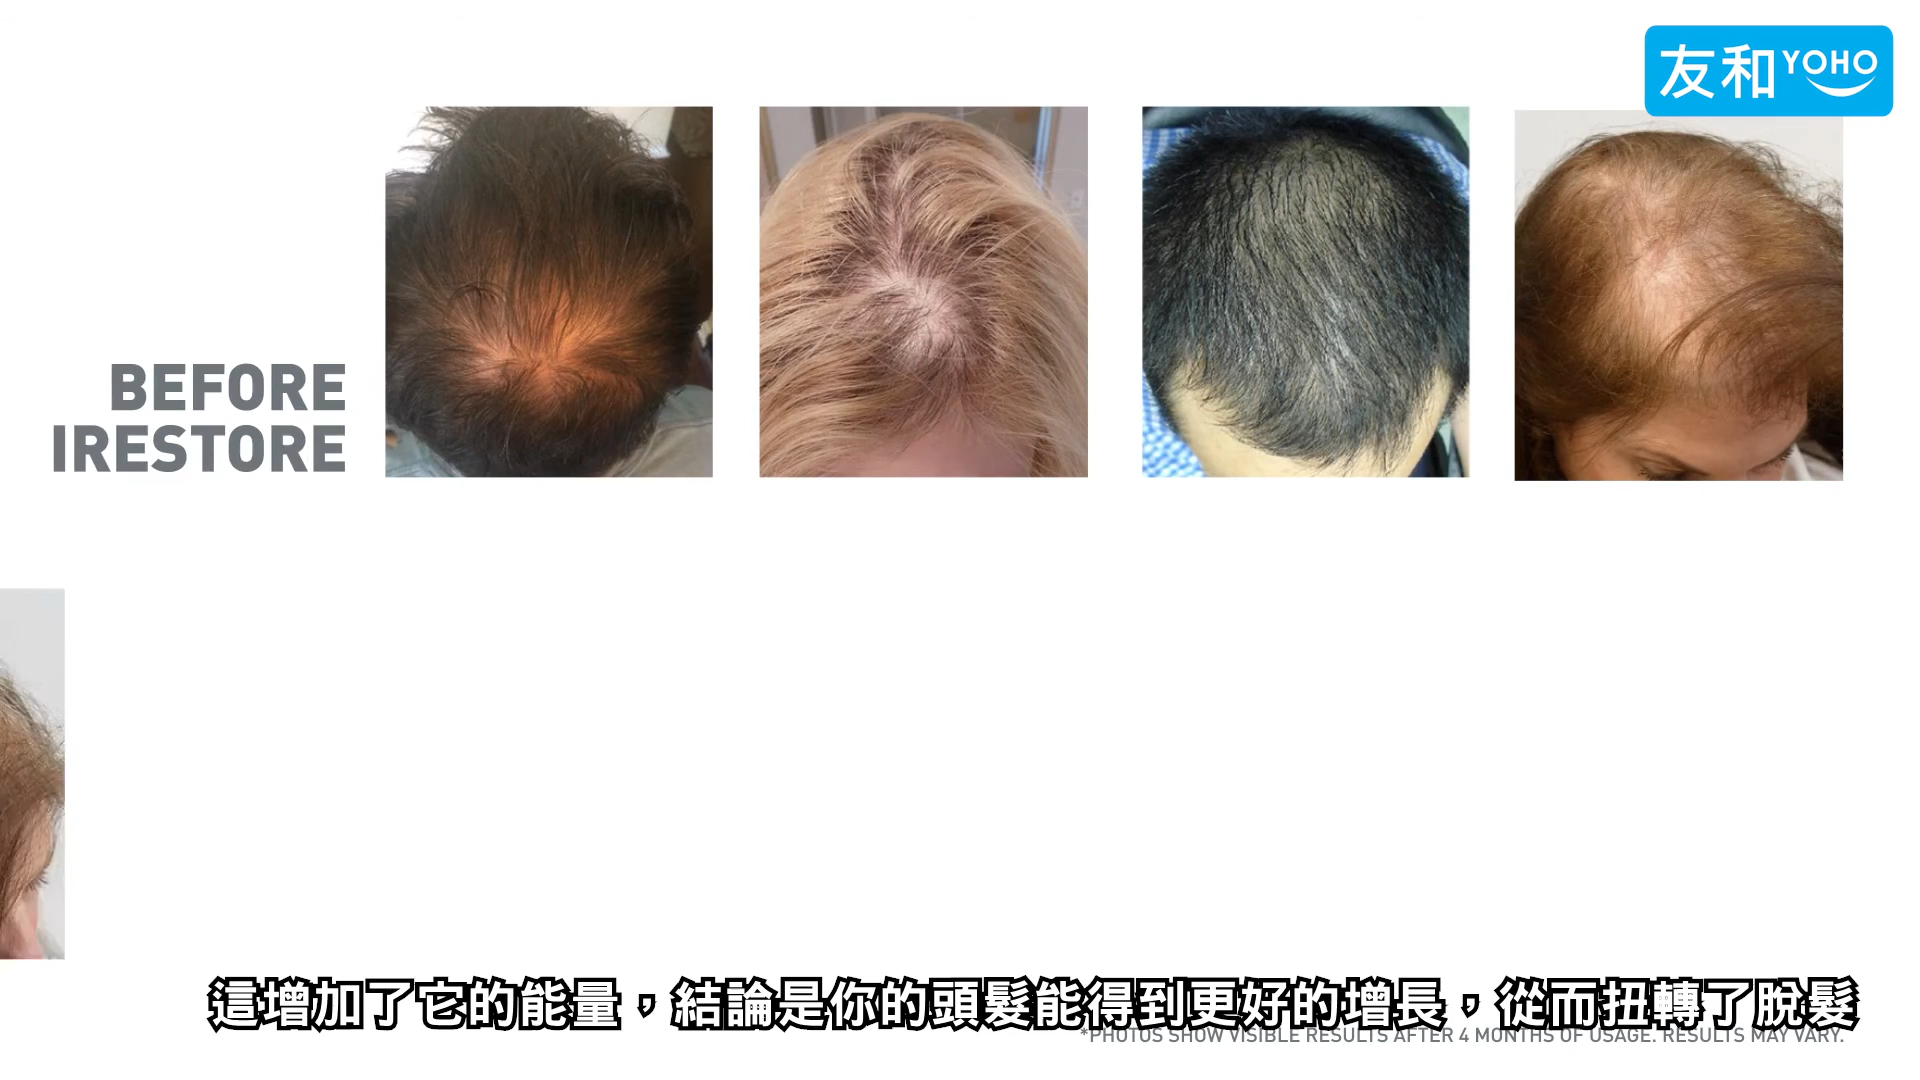 友和 YOHO
BEFORE
IRESTORE
這增加了它的能量，結論是你的頭髮能得到更好的增長，從而扭轉了脫髮
*PHOTOS SHOW VISIBLE RESULTS AFTER 4 MONTHS OF USAGE. RESULTS MAY VARY.